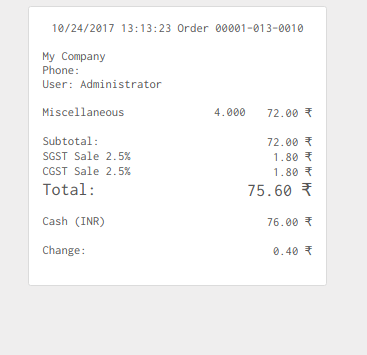 10/24/2017 13:13:23 Order 00001-013-0010
My Company
Phone:
User: Administrator
Miscellaneous 4.000 72.00 ₹
Subtotal: 72.00 ₹
SGST Sale 2.5% 1.80 ₹
CGST Sale 2.5% 1.80 ₹
Total: 75.60 ₹
Cash (INR) 76.00 ₹
Change: 0.40 ₹